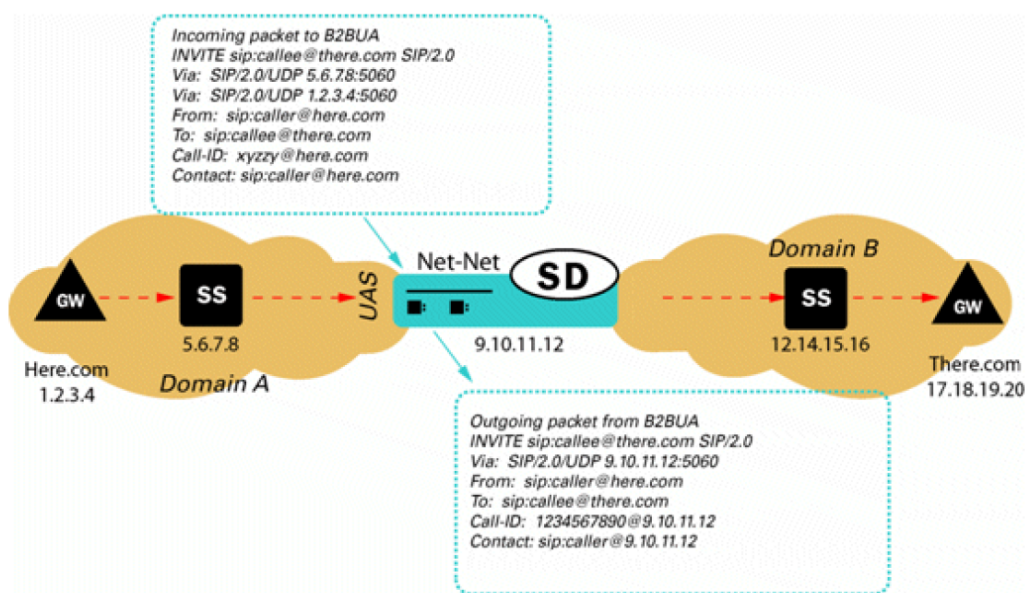 Incoming packet to B2BUA
INVITE sip:callee@there.com SIP/2.0
Via: SIP/2.0/UDP 5.6.7.8:5060
Via: SIP/2.0/UDP 1.2.3.4:5060
From: sip:caller@here.com
To: sip:callee@there.com
Call-ID: xyzzy@here.com
Contact: sip:caller@here.com
GW
SS
UAS
Net-Net
SD
Domain B
SS
GW
Here.com
1.2.3.4
5.6.7.8
Domain A
9.10.11.12
12.14.15.16
There.com
17.18.19.20
Outgoing packet from B2BUA
INVITE sip:callee@there.com SIP/2.0
Via: SIP/2.0/UDP 9.10.11.12:5060
From: sip:caller@here.com
To: sip:callee@there.com
Call-ID: 1234567890@9.10.11.12
Contact: sip:caller@9.10.11.12